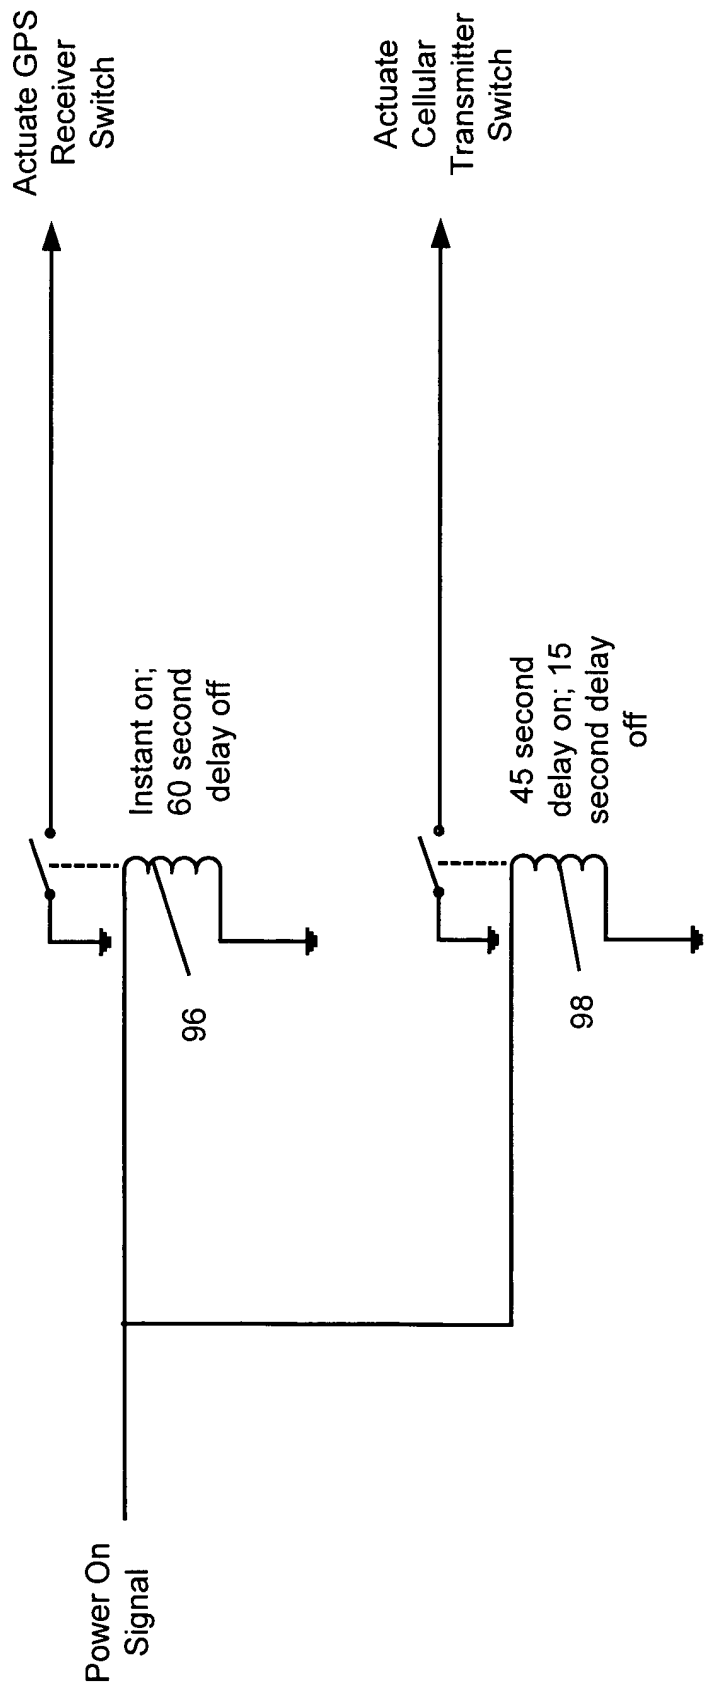 Power On
Signal
96
Instant on;
60 second
delay off
Actuate GPS
Receiver
Switch
98
45 second
delay on; 15
second delay
off
Actuate
Cellular
Transmitter
Switch